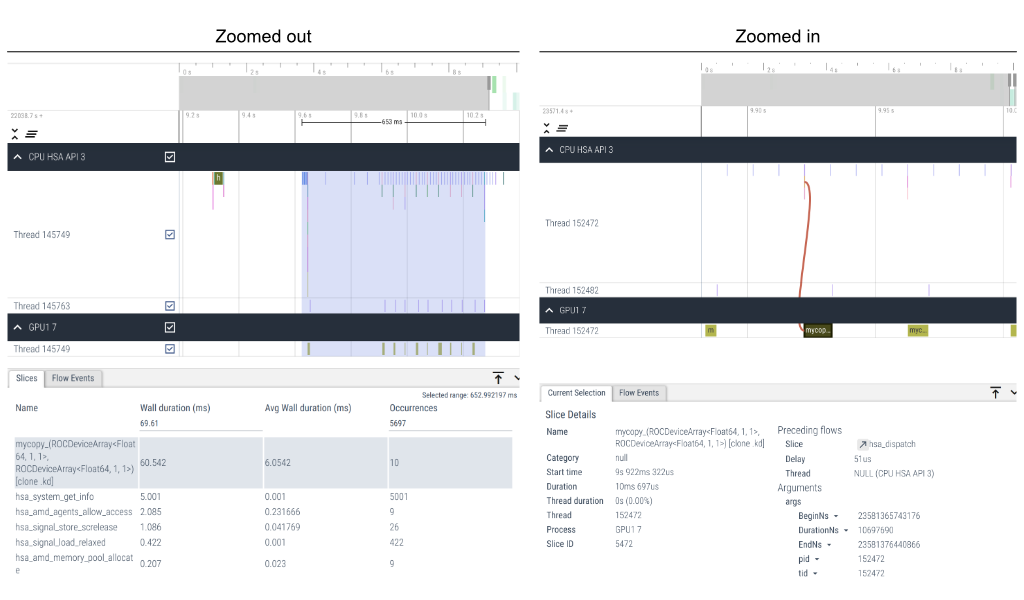 Zoomed out
0 s 2 s 4 s 6 s 8 s
22038.7 s +
9.2 s 9.4 s 9.6 s 9.8 s 10.0 s 10.2 s
653 ms
CPU HSA API 3
h
Thread 145749
Thread 145763
GPU1 7
Thread 145749
Slices Flow Events
Selected range: 652.992197 ms
Name Wall duration (ms) Avg Wall duration (ms) Occurrences
69.61 5697
mycopy_(ROCDeviceArray<Float
64, 1, 1>,
ROCDeviceArray<Float64, 1, 1>)
[clone .kd]
60.542 6.0542 10
hsa_system_get_info 5.001 0.001 5001
hsa_amd_agents_allow_access 2.085 0.231666 9
hsa_signal_store_screlease 1.086 0.041769 26
hsa_signal_load_relaxed 0.422 0.001 422
hsa_amd_memory_pool_allocat
e
0.207 0.023 9
Zoomed in
0 s 2 s 4 s 6 s 8 s
23571.4 s +
9.90 s 9.95 s 10.
CPU HSA API 3
Thread 152472
Thread 152482
GPU1 7
Thread 152472
m mycop... myc...
Current Selection Flow Events
Slice Details
Name mycopy_(ROCDeviceArray<Float64, 1, 1>,
ROCDeviceArray<Float64, 1, 1>) [clone .kd]
Category null
Start time 9s 922ms 322us
Duration 10ms 697us
Thread duration 0s (0.00%)
Thread 152472
Process GPU1 7
Slice ID 5472
Preceding flows
Slice hsa_dispatch
Delay 51us
Thread NULL (CPU HSA API 3)
Arguments
args
BeginNs 23581365743176
DurationNs 10697690
EndNs 23581376440866
pid 152472
tid 152472